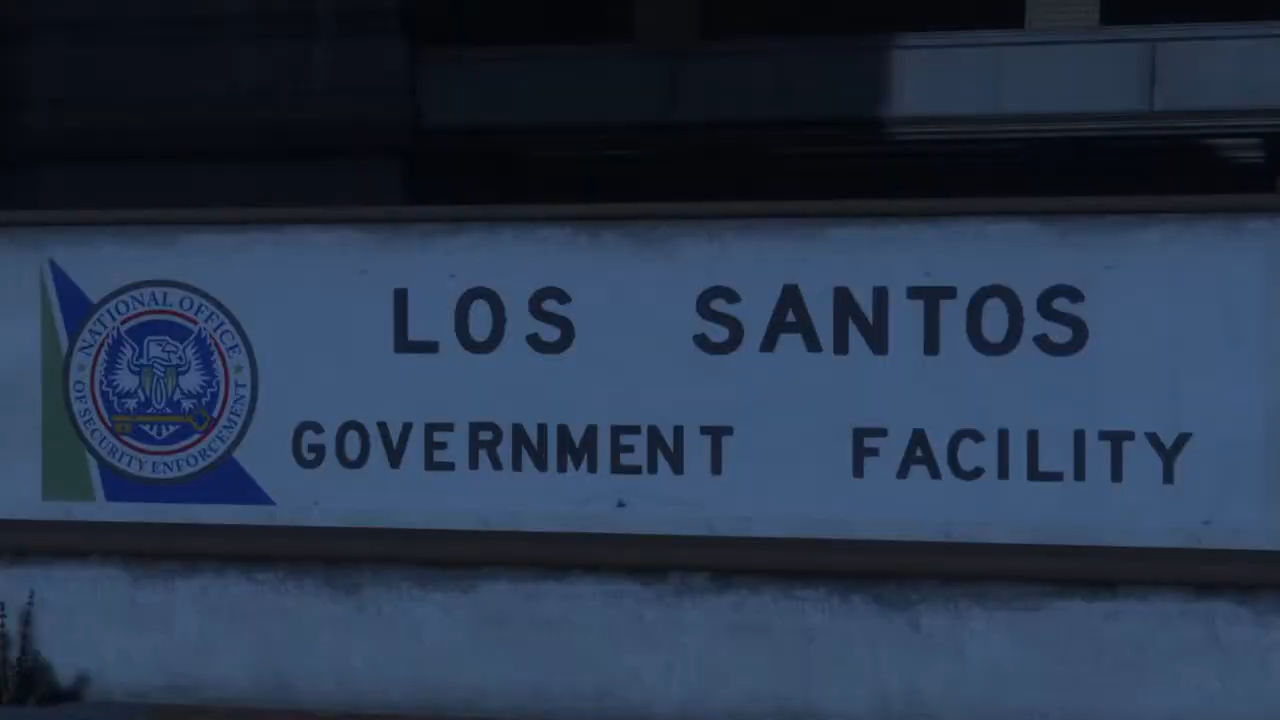 NATIONAL OFFICE
OF SECURITY ENFORCEMENT
LOS SANTOS
GOVERNMENT FACILITY